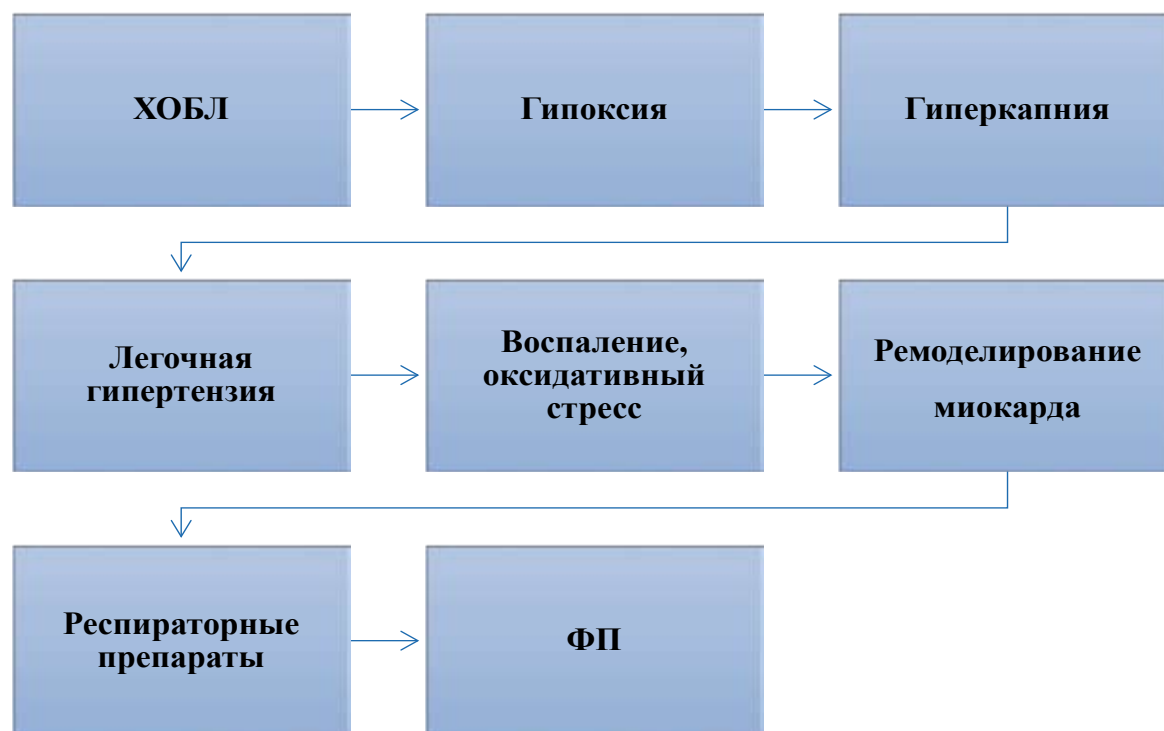 ХОБЛ
Гипоксия
Гиперкапния
Легочная
гипертензия
Воспаление,
оксидативный
стресс
Ремоделирование
миокарда
Респираторные
препараты
ФП